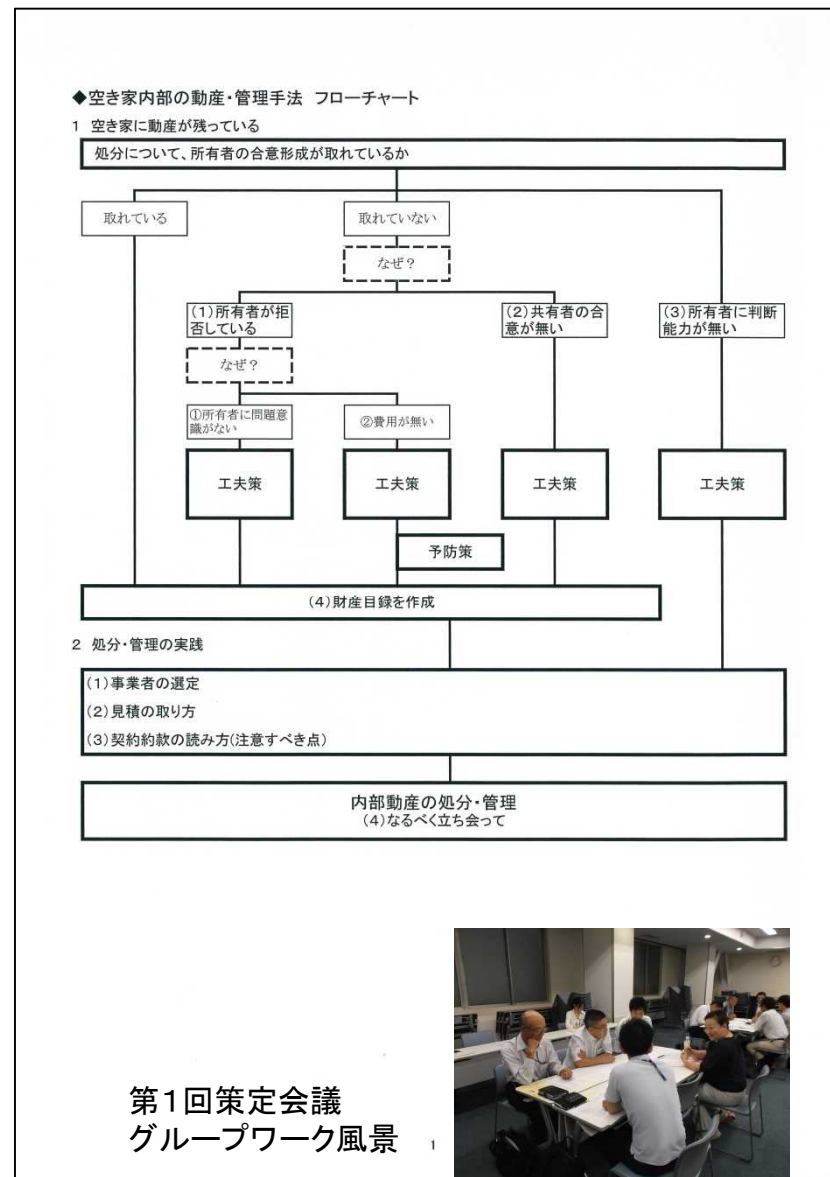 ◆空き家内部の動産・管理手法 フローチャート
1 空き家に動産が残っている
処分について、所有者の合意形成が取れているか
取れている
取れていない
なぜ?
(1)所有者が拒
否している
(2)共有者の合
意が無い
(3)所有者に判断
能力が無い
なぜ?
①所有者に問題意
識がない
②費用が無い
工夫策
工夫策
工夫策
工夫策
予防策
(4)財産目録を作成
2 処分・管理の実践
(1)事業者の選定
(2)見積の取り方
(3)契約約款の読み方(注意すべき点)
内部動産の処分・管理
(4)なるべく立ち会って
第1回策定会議
グループワーク風景
1